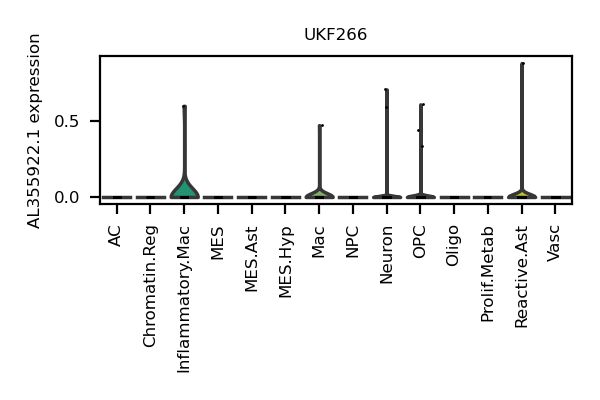 UKF266
AL355922.1 expression
0.5
0.0
AC
Chromatin.Reg
Inflammatory.Mac
MES
MES.Ast
MES.Hyp
Mac
NPC
Neuron
OPC
Oligo
Prolif.Metab
Reactive.Ast
Vasc